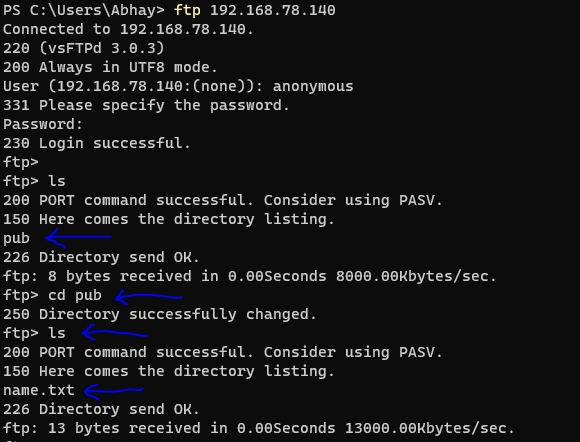 PS C:\Users\Abhay> ftp 192.168.78.140
Connected to 192.168.78.140.
220 (vsFTPd 3.0.3)
200 Always in UTF8 mode.
User (192.168.78.140:(none)): anonymous
331 Please specify the password.
Password:
230 Login successful.
ftp>
ftp> ls
200 PORT command successful. Consider using PASV.
150 Here comes the directory listing.
pub
226 Directory send OK.
ftp: 8 bytes received in 0.00Seconds 8000.00Kbytes/sec.
ftp> cd pub
250 Directory successfully changed.
ftp> ls
200 PORT command successful. Consider using PASV.
150 Here comes the directory listing.
name.txt
226 Directory send OK.
ftp: 13 bytes received in 0.00Seconds 13000.00Kbytes/sec.